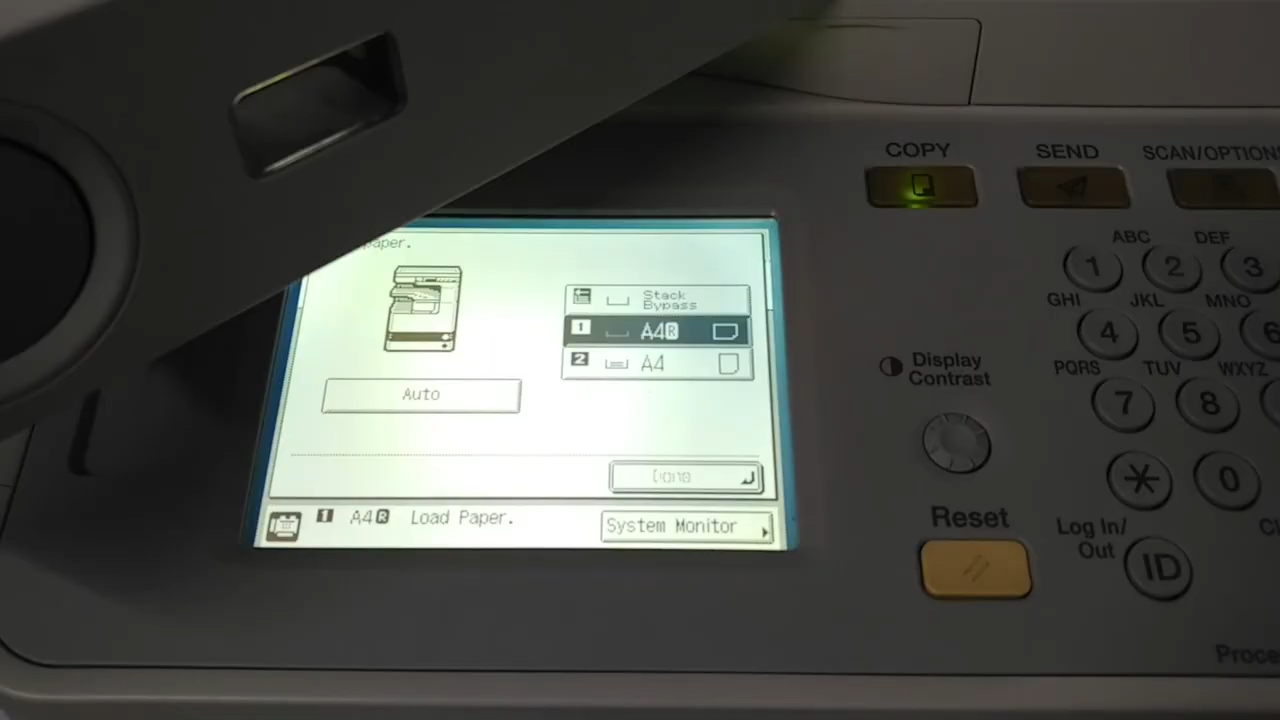 paper.
Stack
Bypass
1 A4R
2 A4
Auto
Done
1 A4R Load Paper.
System Monitor
COPY
SEND
SCAN/OPTIONS
ABC
DEF
1
2
3
GHI
JKL
MNO
4
5
6
PQRS
TUV
WXYZ
7
8
*
0
Display
Contrast
Reset
Log In/
Out
ID